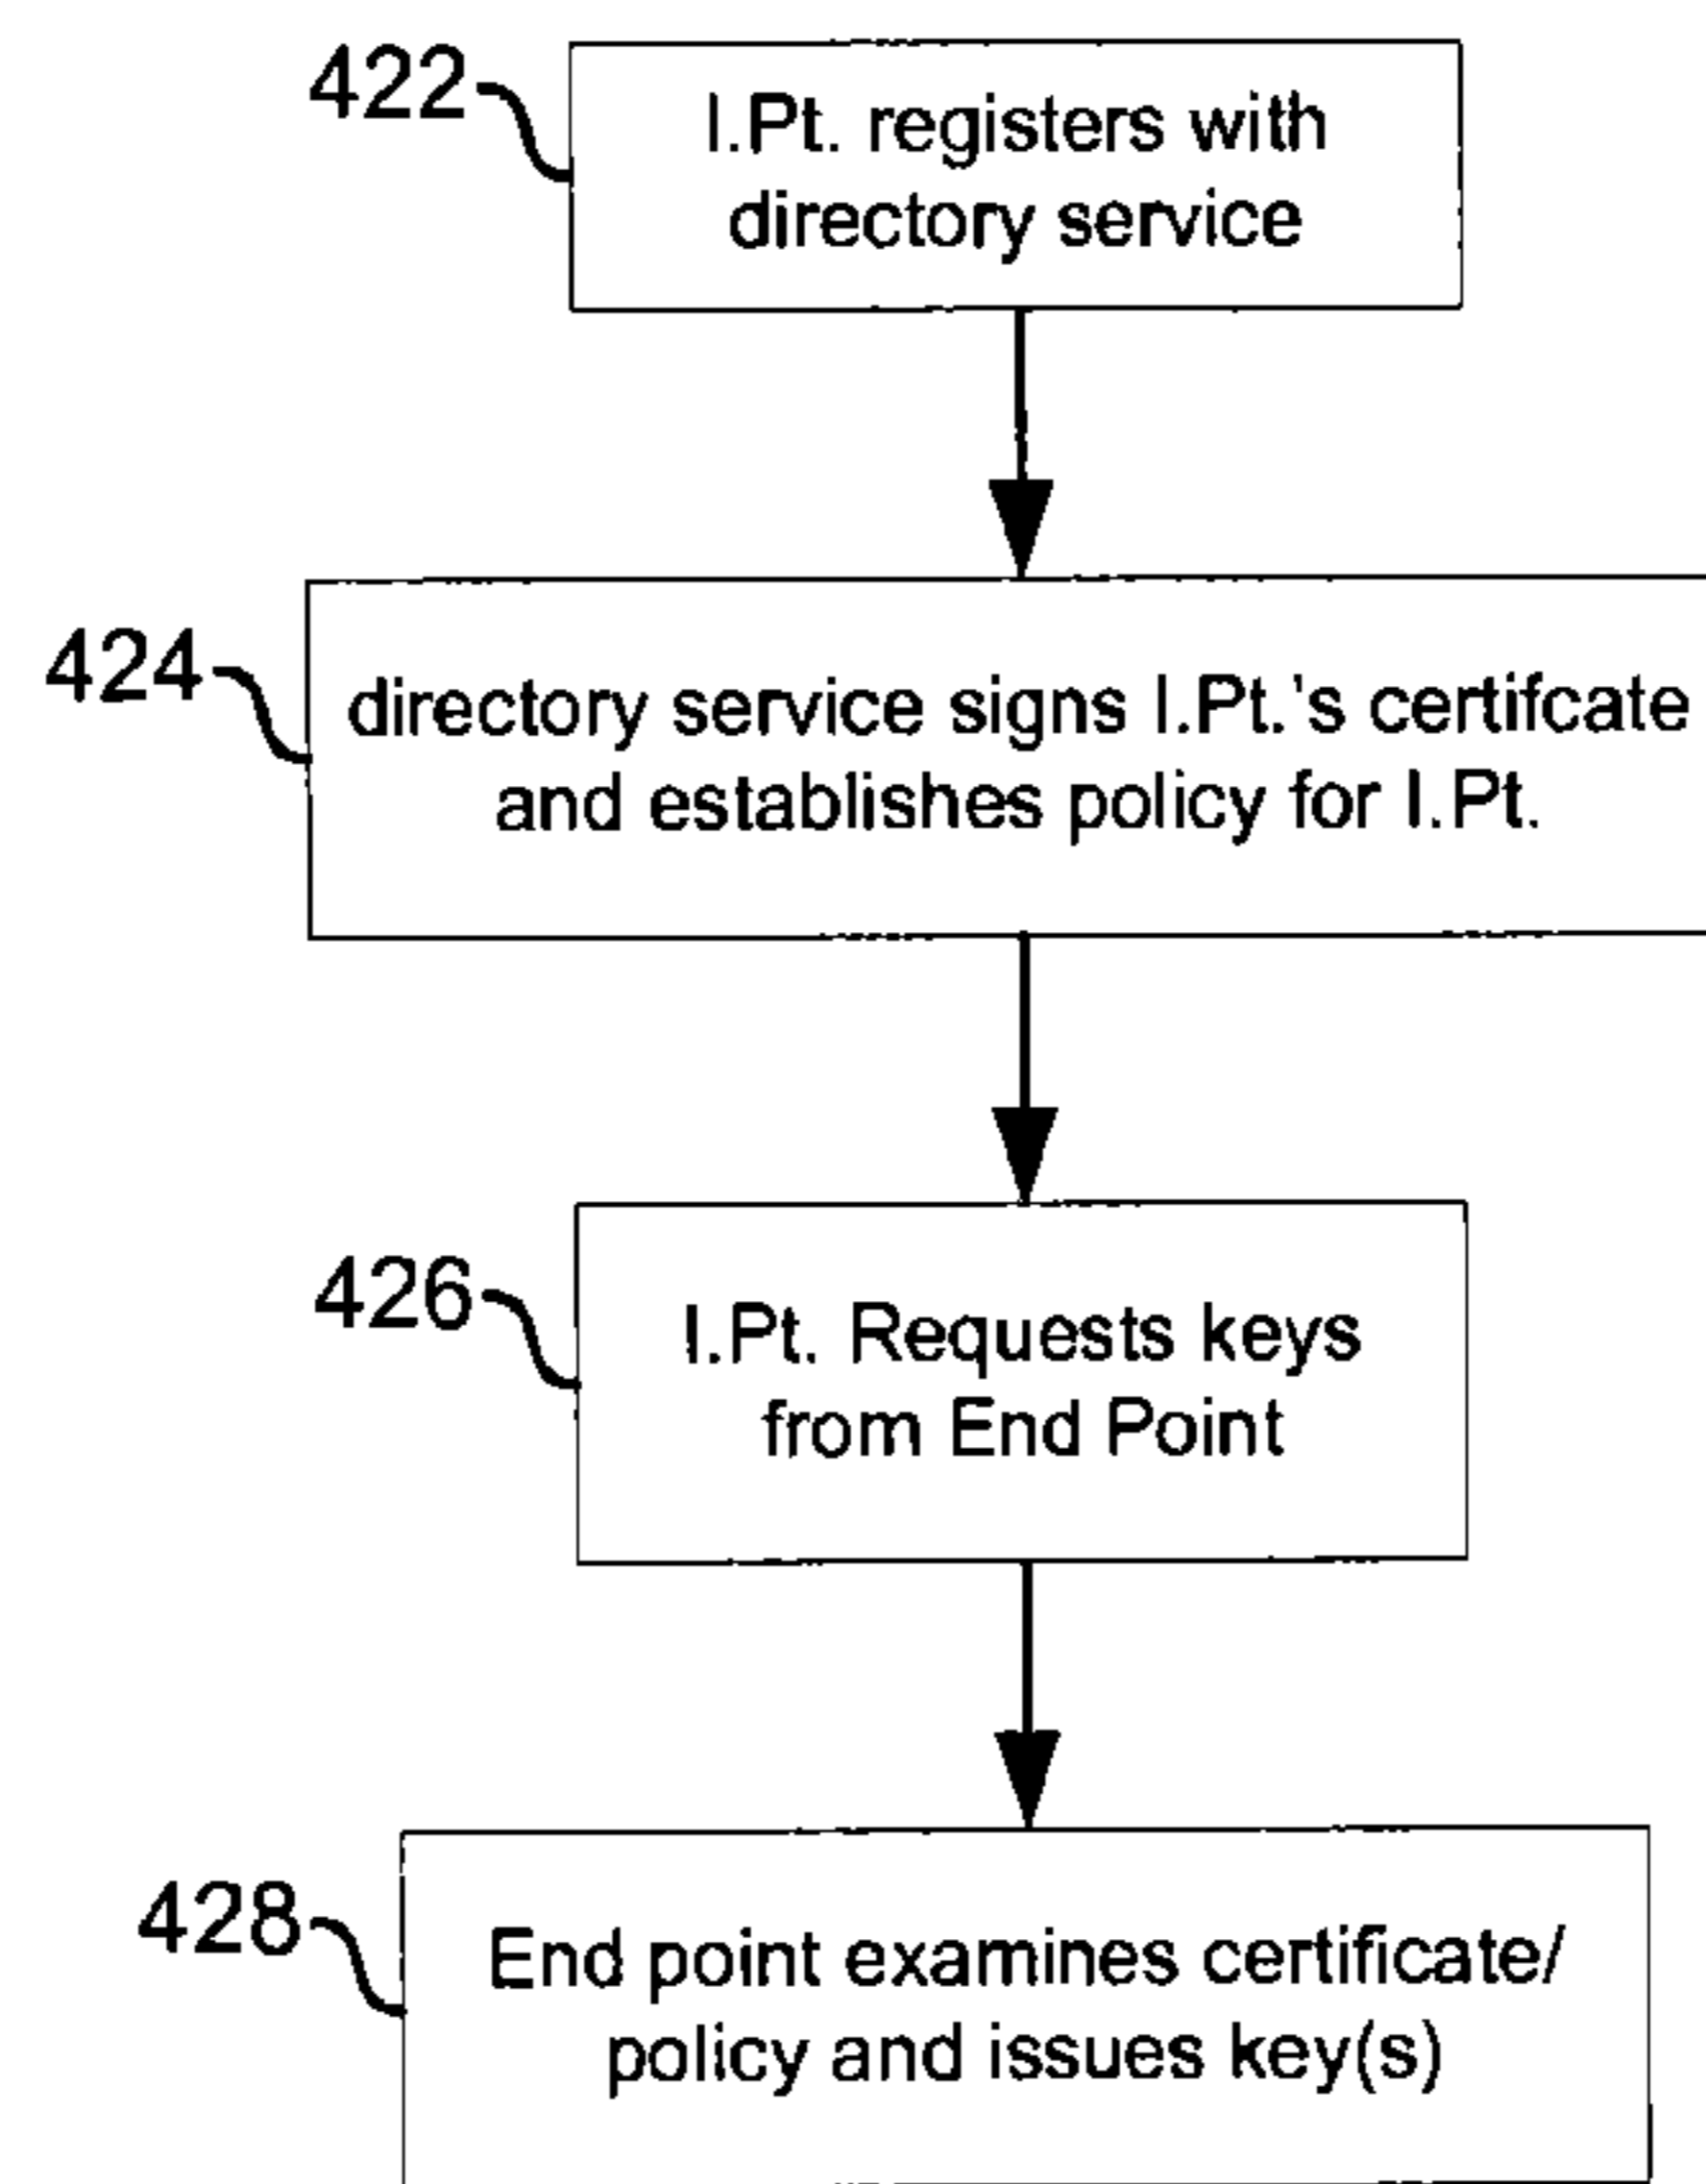 422
I.Pt. registers with
directory service
424
directory service signs I.Pt.'s certifcate
and establishes policy for I.Pt.
426
I.Pt. Requests keys
from End Point
428
End point examines certificate/
policy and issues key(s)